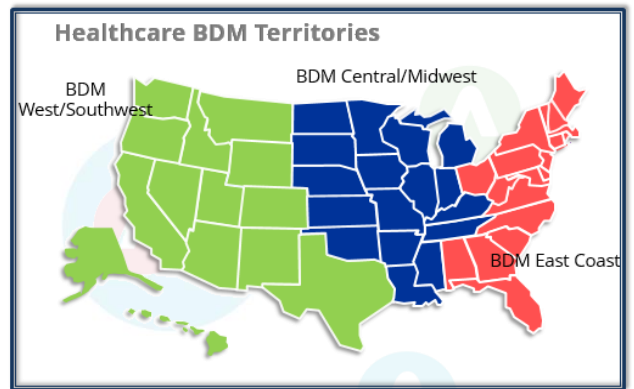 Healthcare BDM Territories
BDM
West/Southwest
BDM Central/Midwest
BDM East Coast